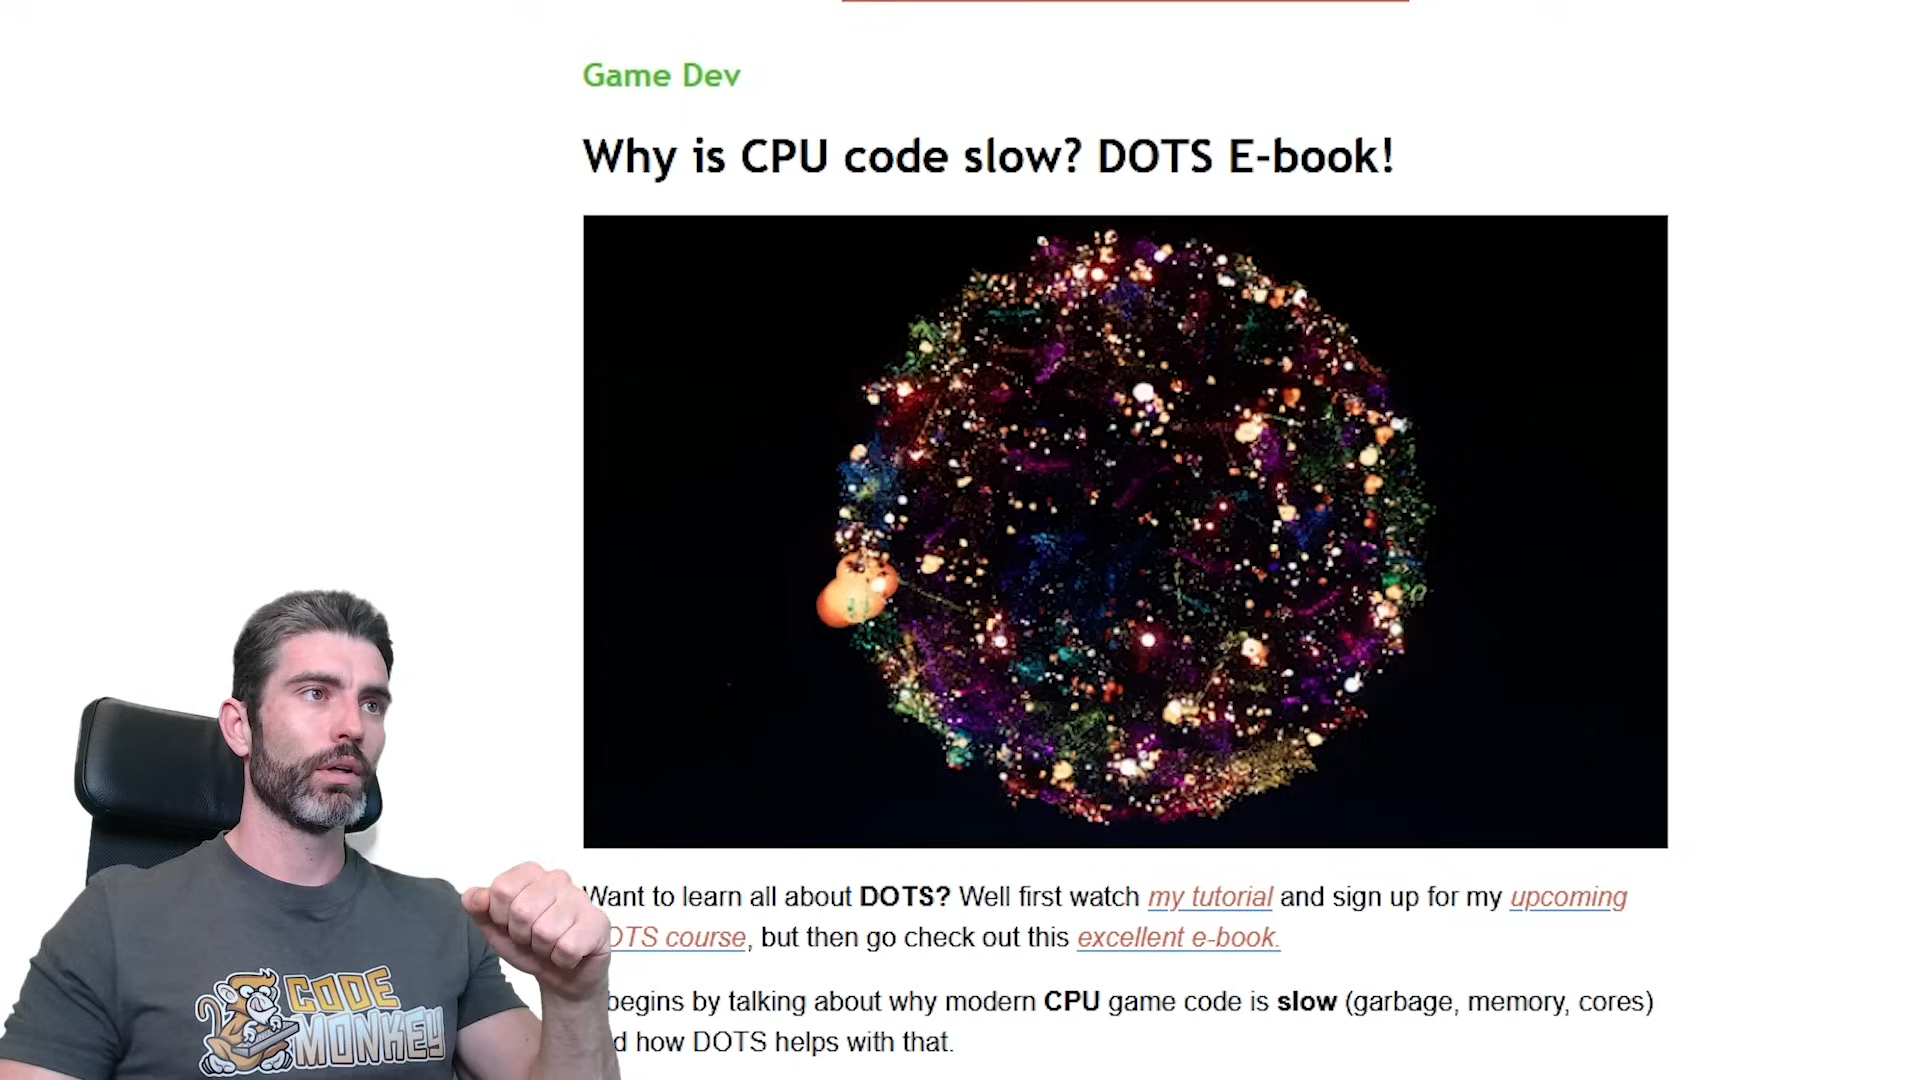 Game Dev
Why is CPU code slow? DOTS E-book!
Want to learn all about DOTS? Well first watch my tutorial and sign up for my upcoming
OTS course, but then go check out this excellent e-book.
begins by talking about why modern CPU game code is slow (garbage, memory, cores)
d how DOTS helps with that.
CODE
MONKEY